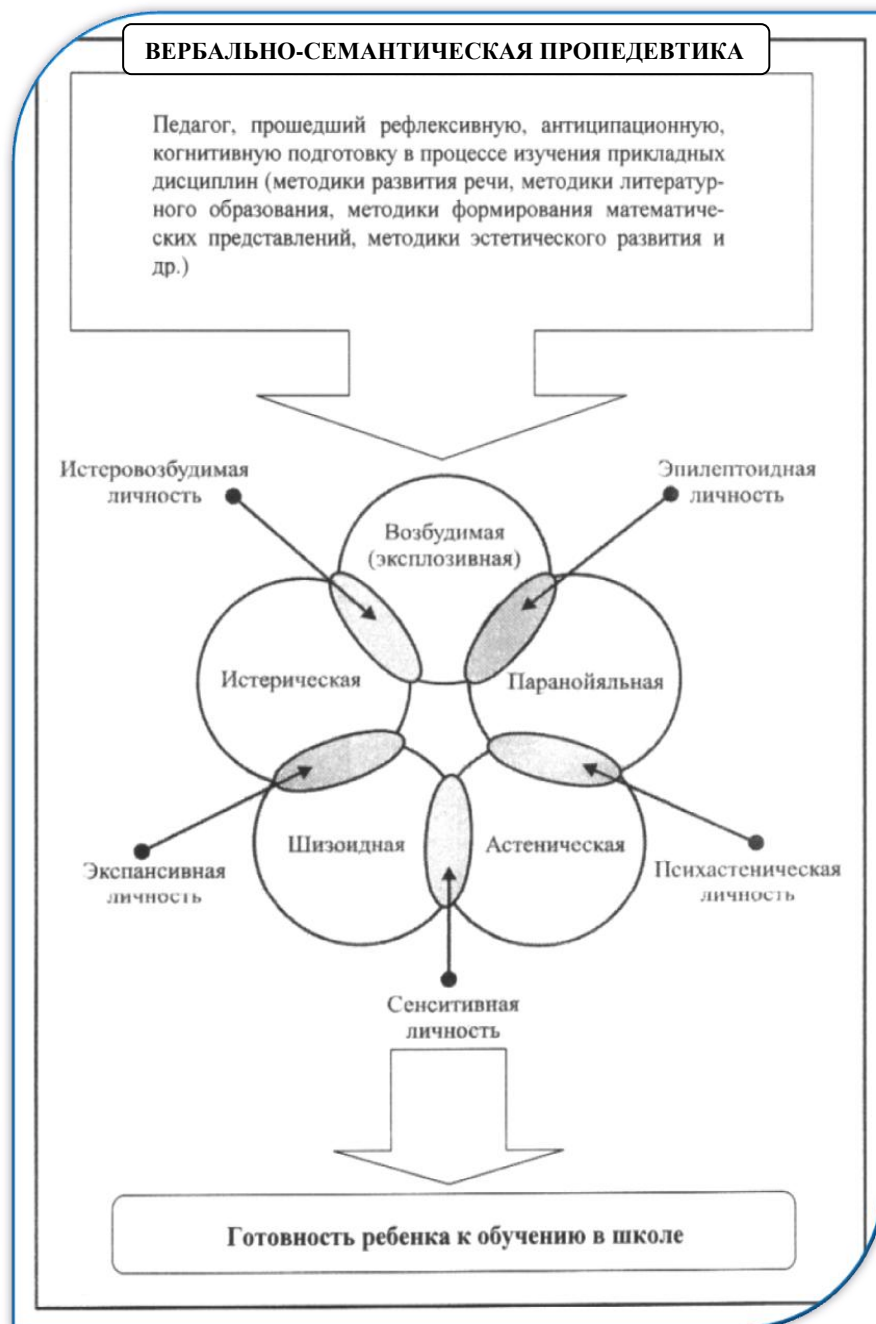 ВЕРБАЛЬНО-СЕМАНТИЧЕСКАЯ ПРОПЕДЕВТИКА
Педагог, прошедший рефлексивную, антиципационную,
когнитивную подготовку в процессе изучения прикладных
дисциплин (методики развития речи, методики литератур-
ного образования, методики формирования математиче-
ских представлений, методики эстетического развития и
др.)
Истеровозбудимая
личность
Эпилептоидная
личность
Возбудимая
(эксплозивная)
Истерическая
Паранойяльная
Шизоидная
Астеническая
Экспансивная
личность
Психастеническая
личность
Сенситивная
личность
Готовность ребенка к обучению в школе